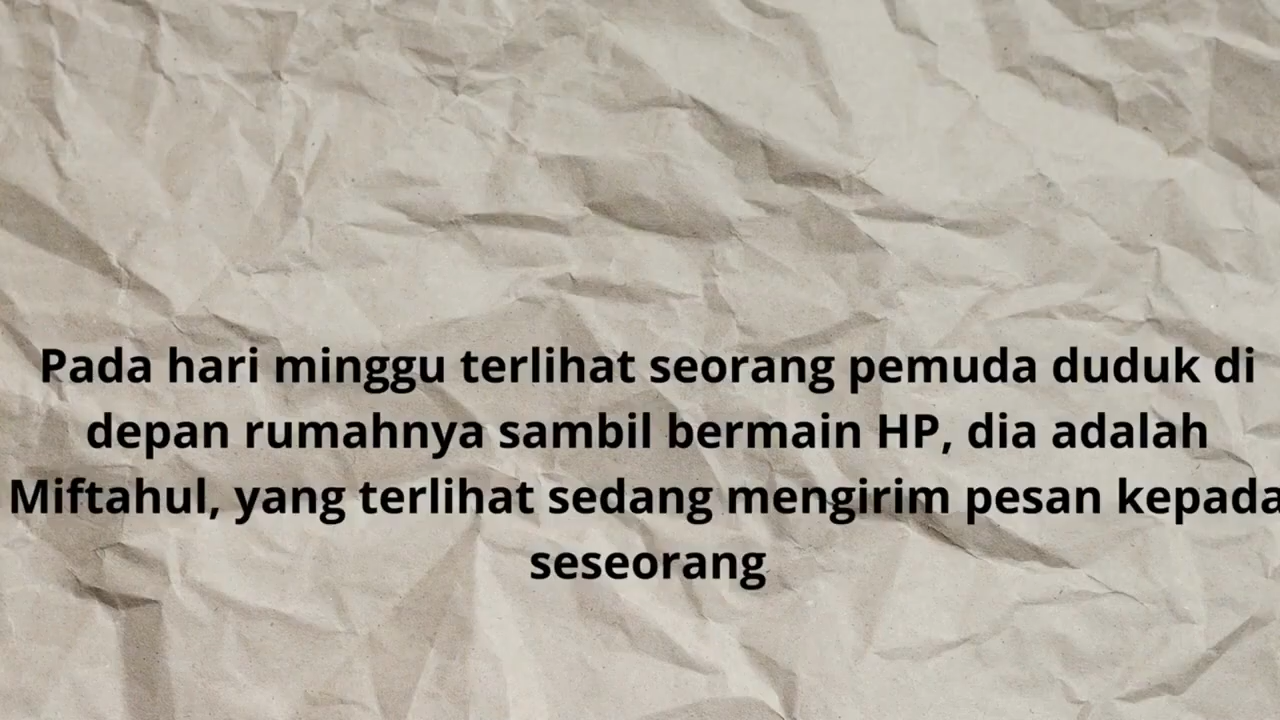 Pada hari minggu terlihat seorang pemuda duduk di
depan rumahnya sambil bermain HP, dia adalah
Miftahul, yang terlihat sedang mengirim pesan kepada
seseorang